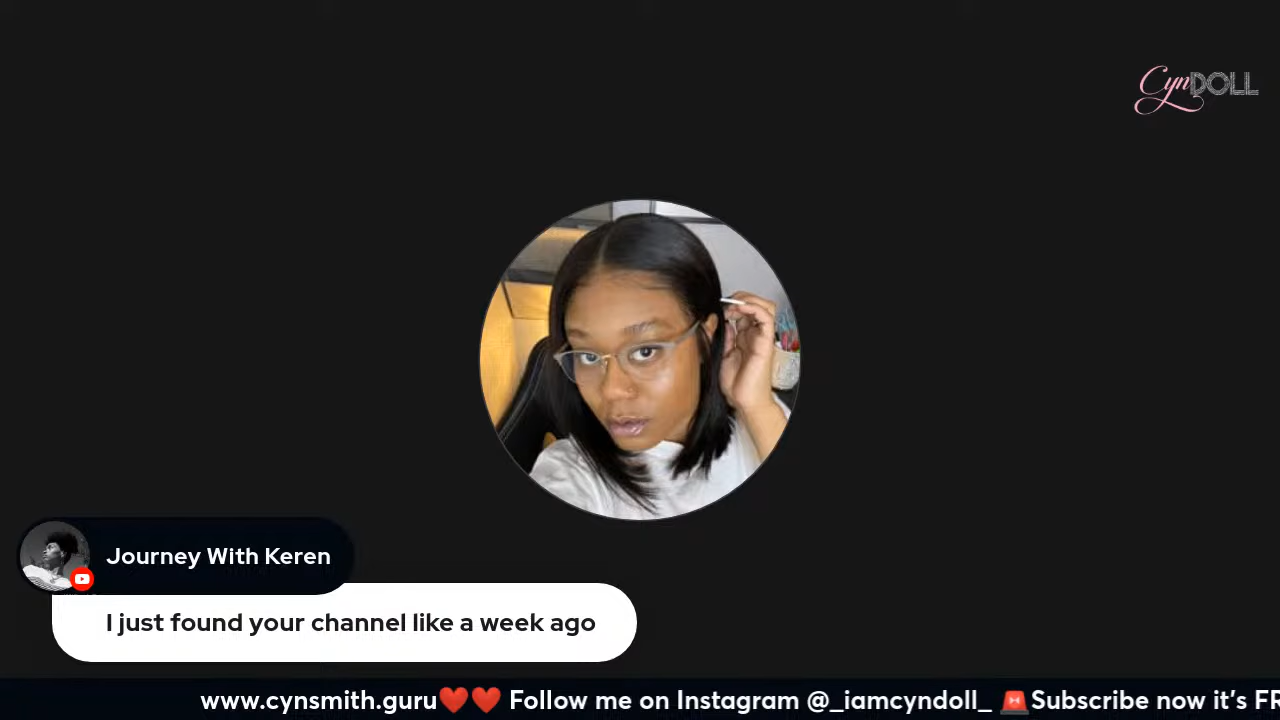 CynDOLL
Journey With Keren
I just found your channel like a week ago
www.cynsmith.guru❤️❤️ Follow me on Instagram @_iamcyndoll_ 🚨Subscribe now it's FR